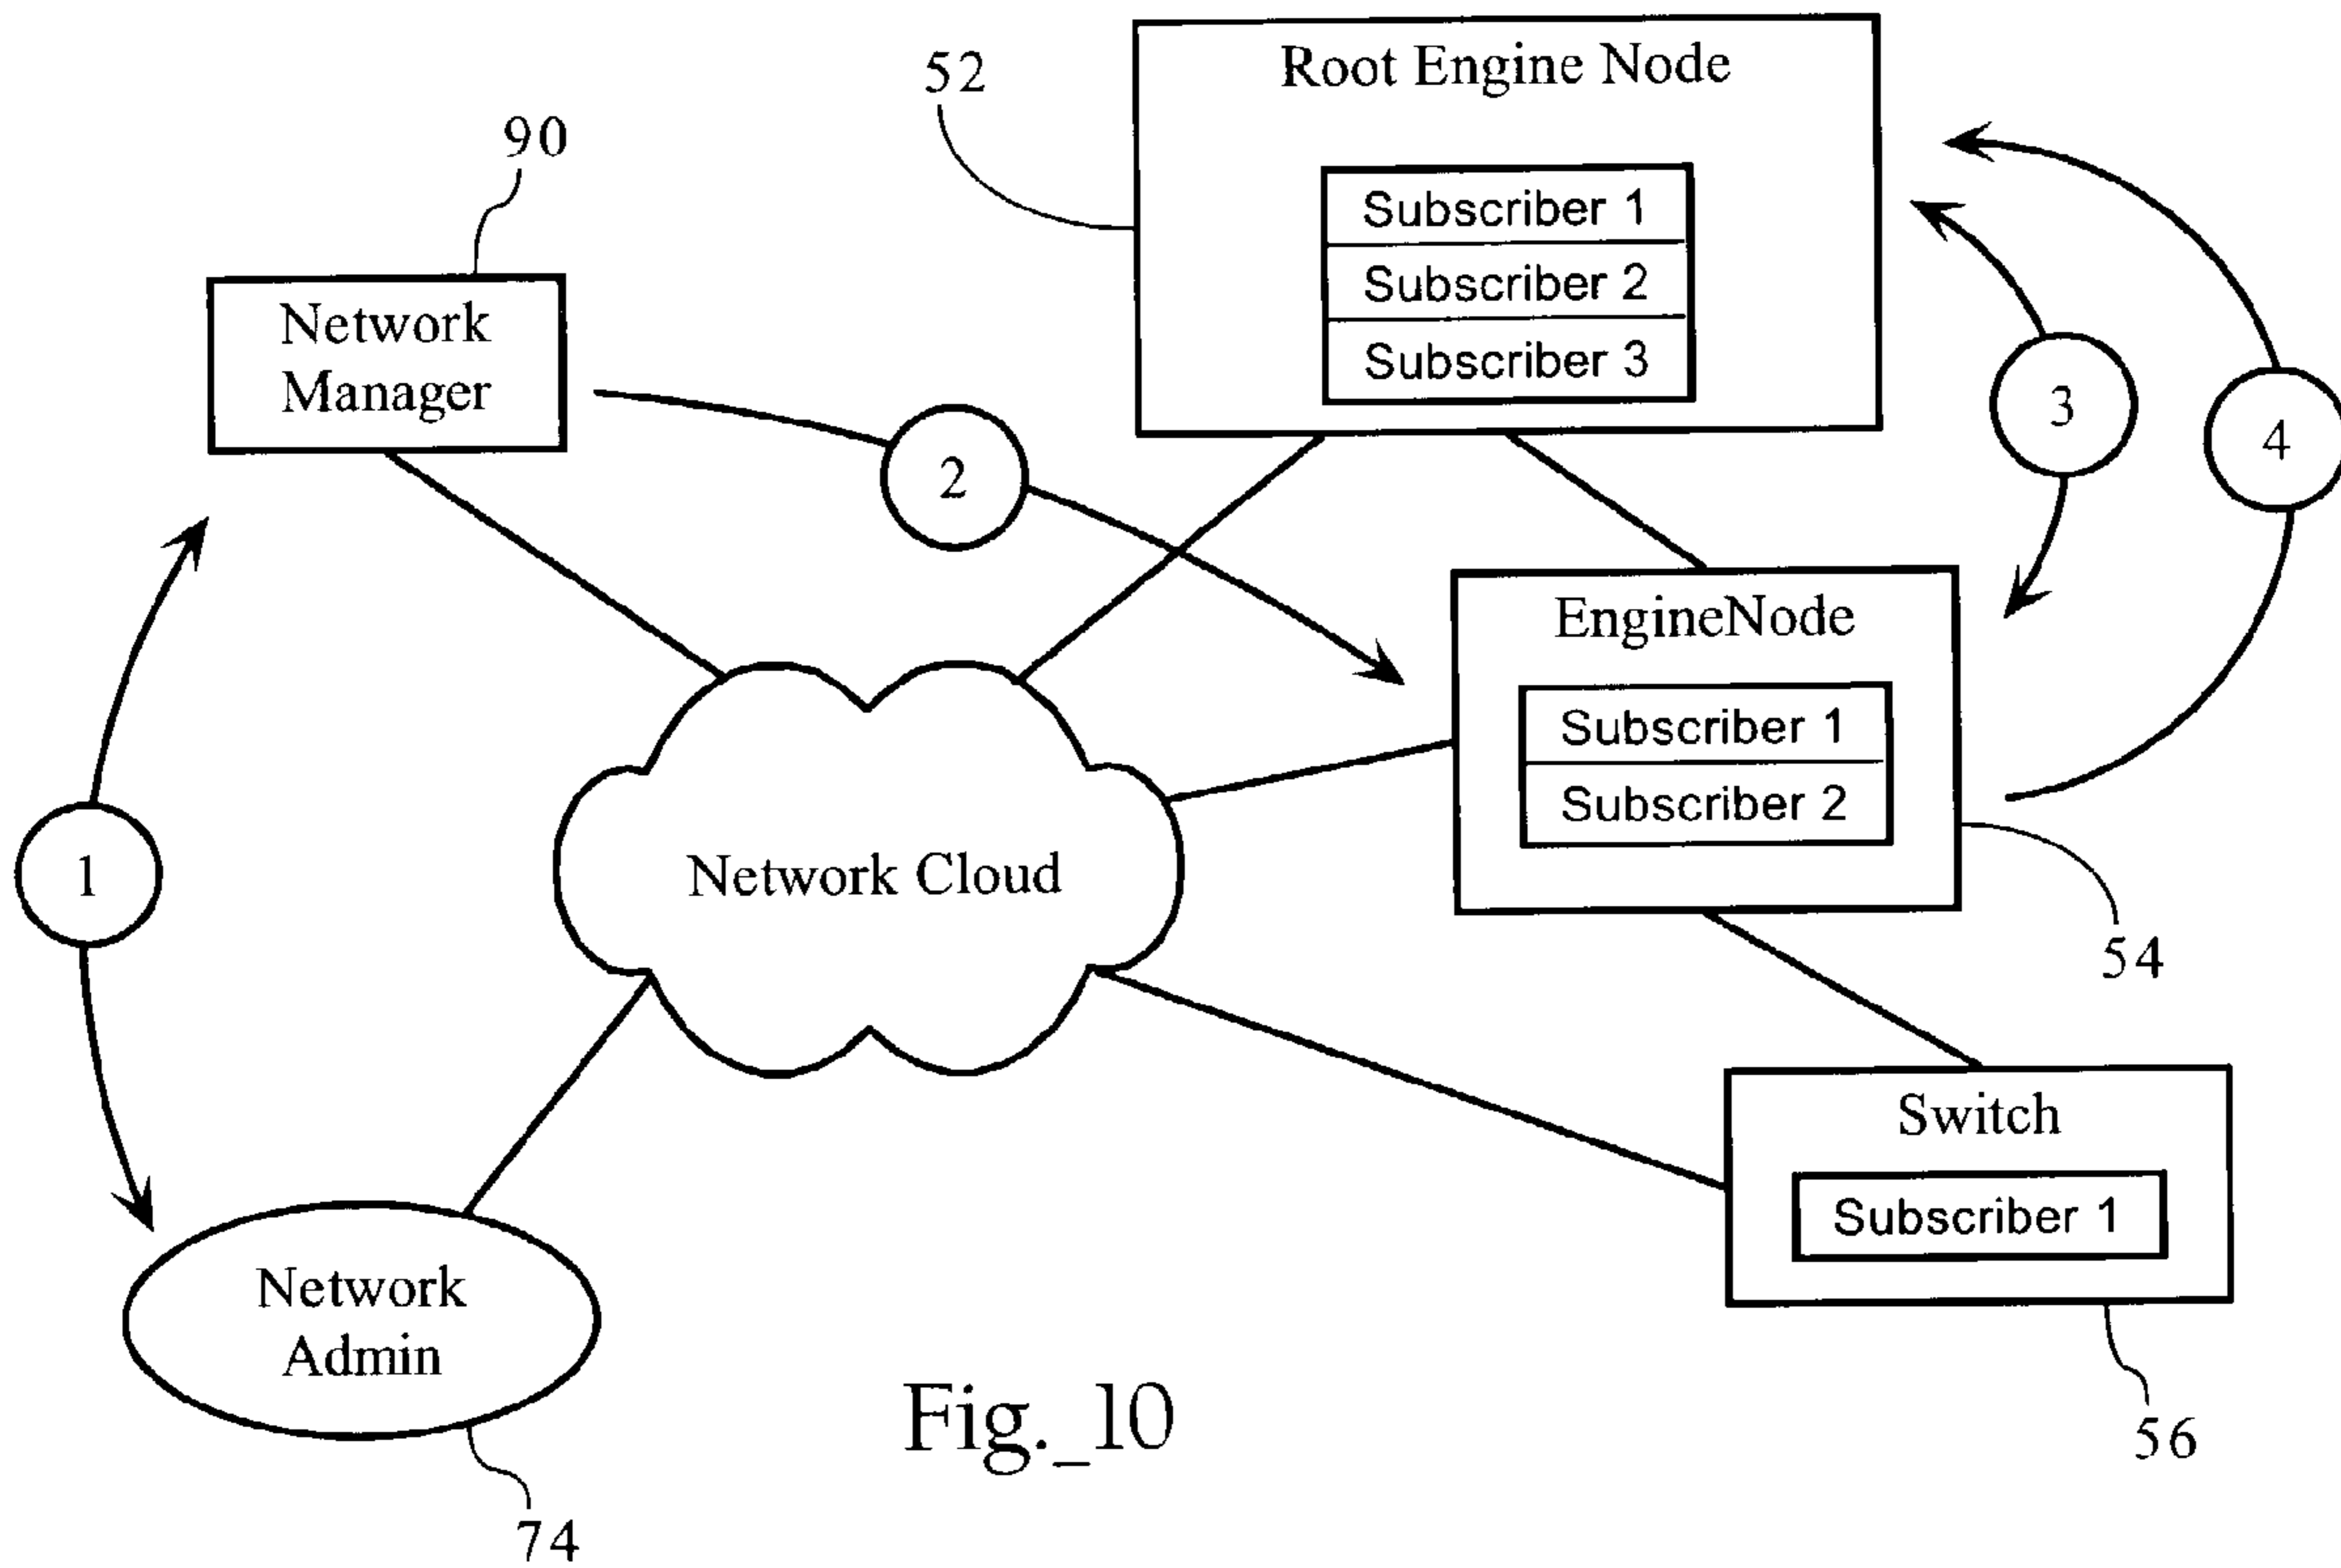 Root Engine Node
52
90
Subscriber 1
Subscriber 2
Subscriber 3
Network
Manager
2
3
4
EngineNode
Subscriber 1
Subscriber 2
1
Network Cloud
54
Switch
Subscriber 1
Network
Admin
56
74
Fig._10